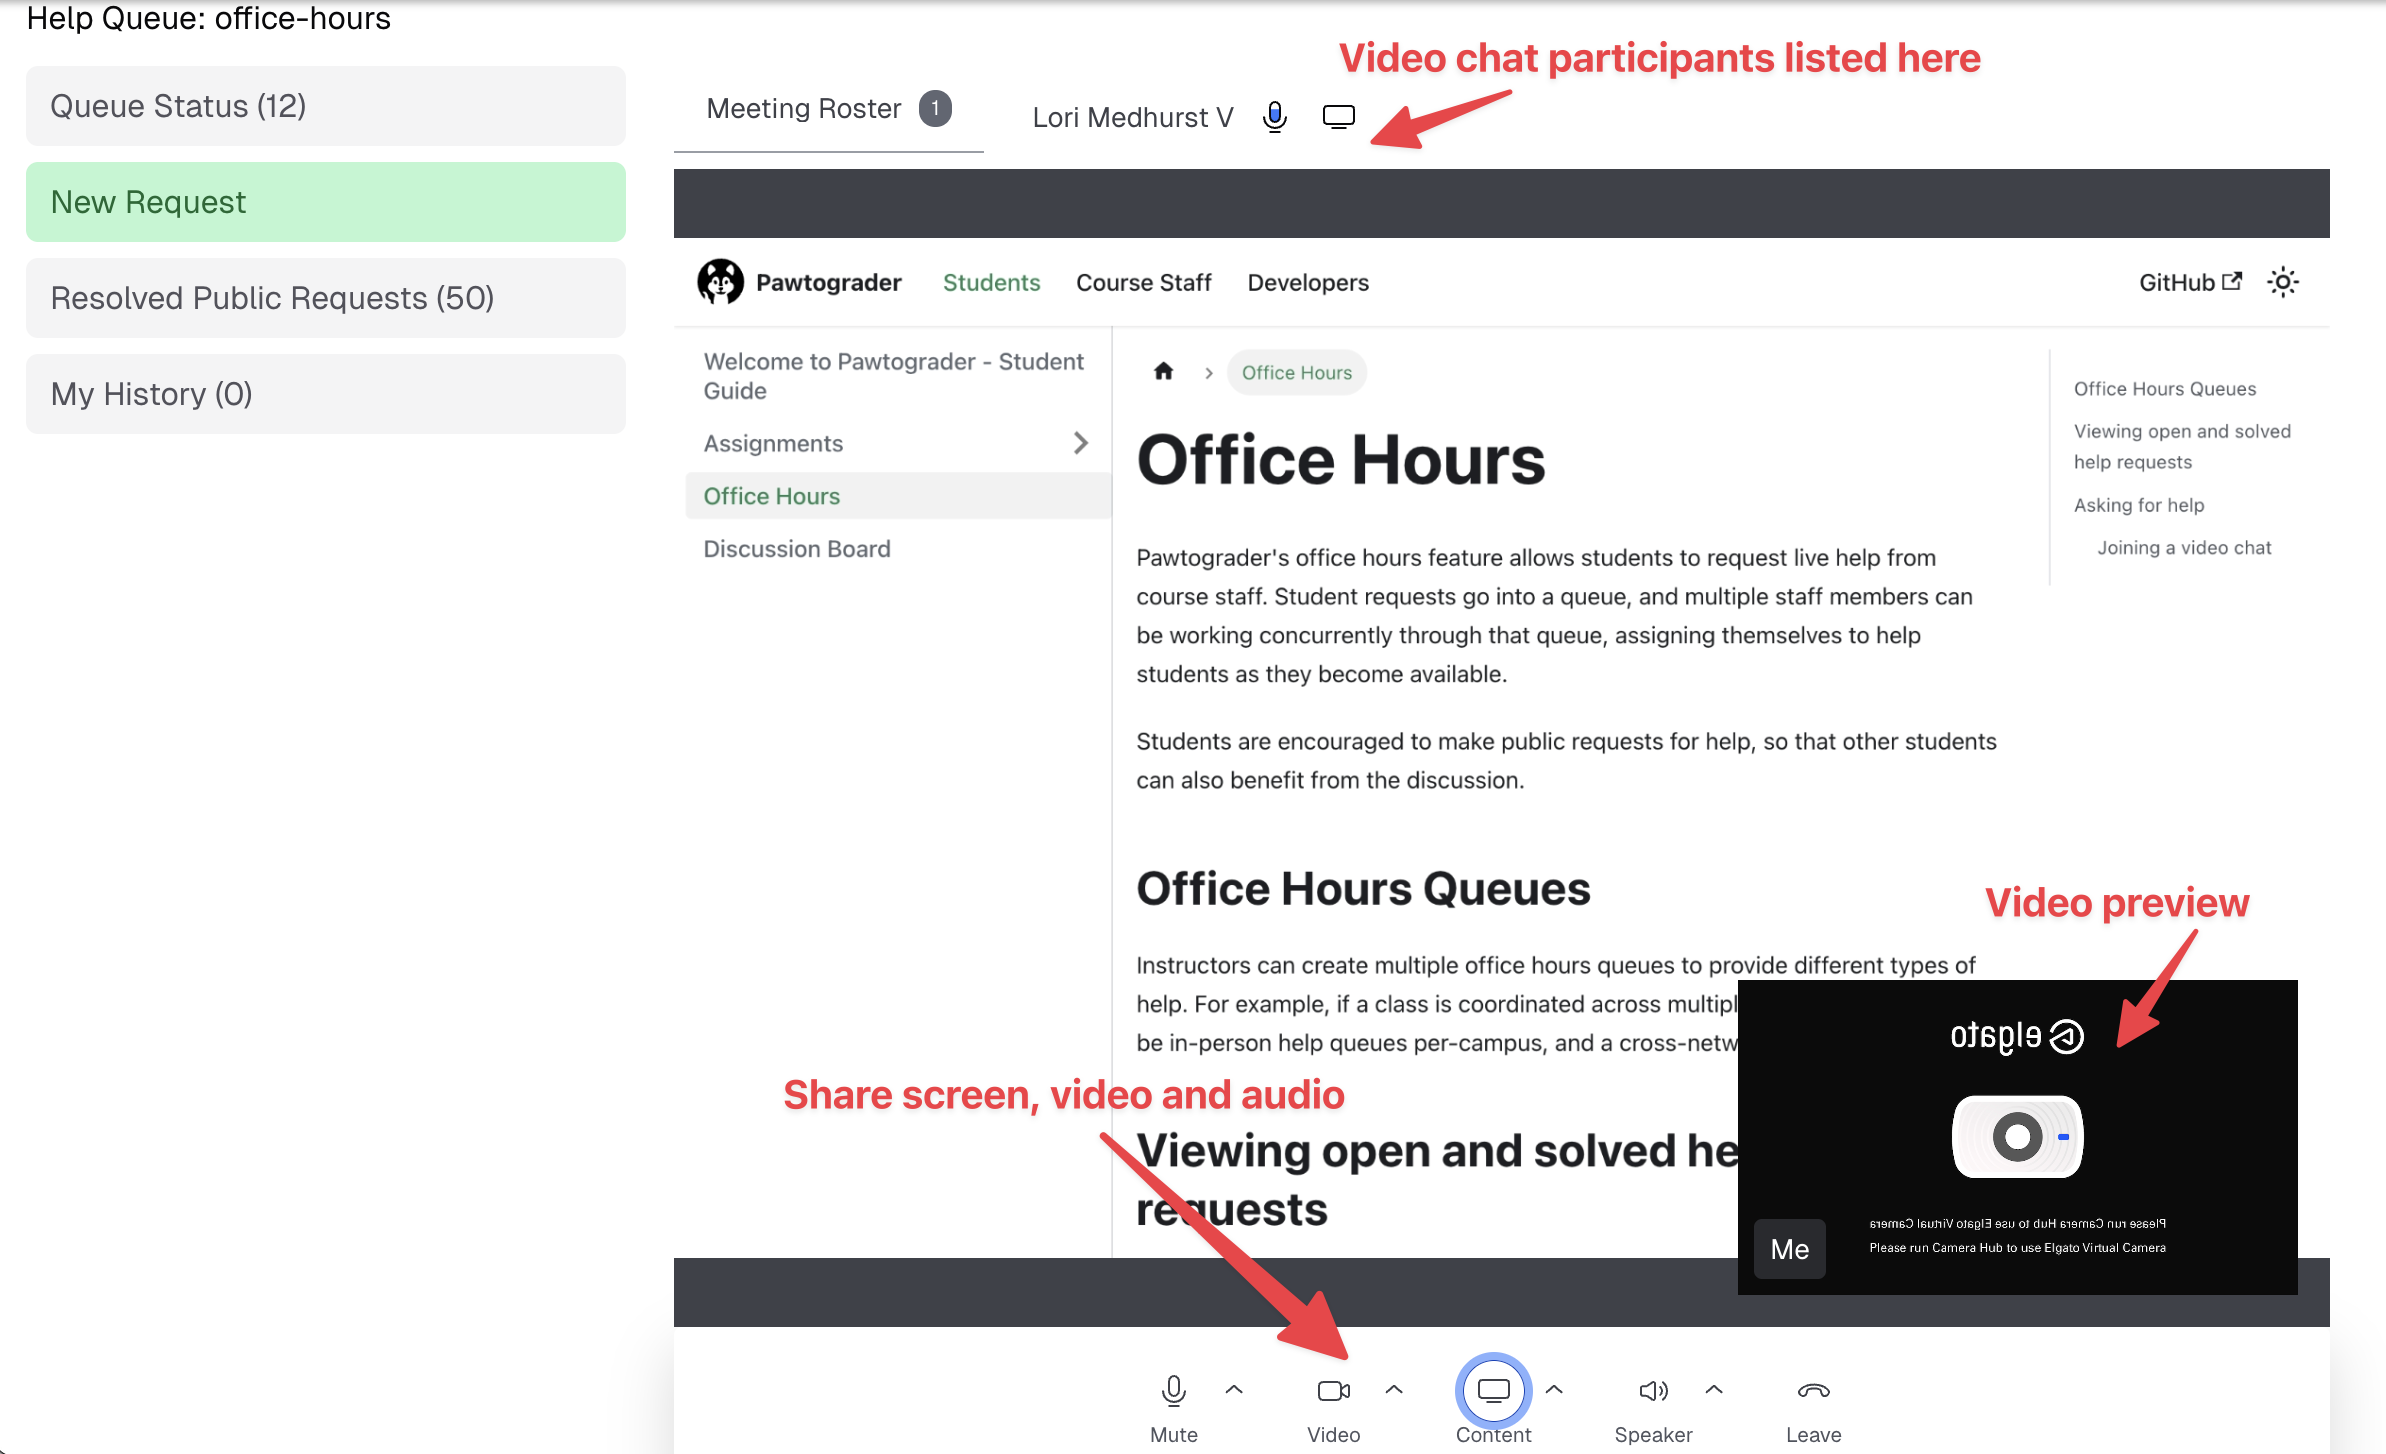 Help Queue: office-hours
Queue Status (12)
New Request
Resolved Public Requests (50)
My History (0)
Video chat participants listed here
Meeting Roster 1
Lori Medhurst V
Pawtograder
Students
Course Staff
Developers
GitHub
Welcome to Pawtograder - Student
Guide
Assignments
Office Hours
Discussion Board
Office Hours
Office Hours
Pawtograder's office hours feature allows students to request live help from
course staff. Student requests go into a queue, and multiple staff members can
be working concurrently through that queue, assigning themselves to help
students as they become available.
Students are encouraged to make public requests for help, so that other students
can also benefit from the discussion.
Office Hours Queues
Instructors can create multiple office hours queues to provide different types of
help. For example, if a class is coordinated across multipl
be in-person help queues per-campus, and a cross-netw
Viewing open and solved he
requests
Office Hours Queues
Viewing open and solved
help requests
Asking for help
Joining a video chat
Video preview
elgato
Please run Camera Hub to use Elgato Virtual Camera
Please run Camera Hub to use Elgato Virtual Camera
Me
Share screen, video and audio
Mute
Video
Content
Speaker
Leave